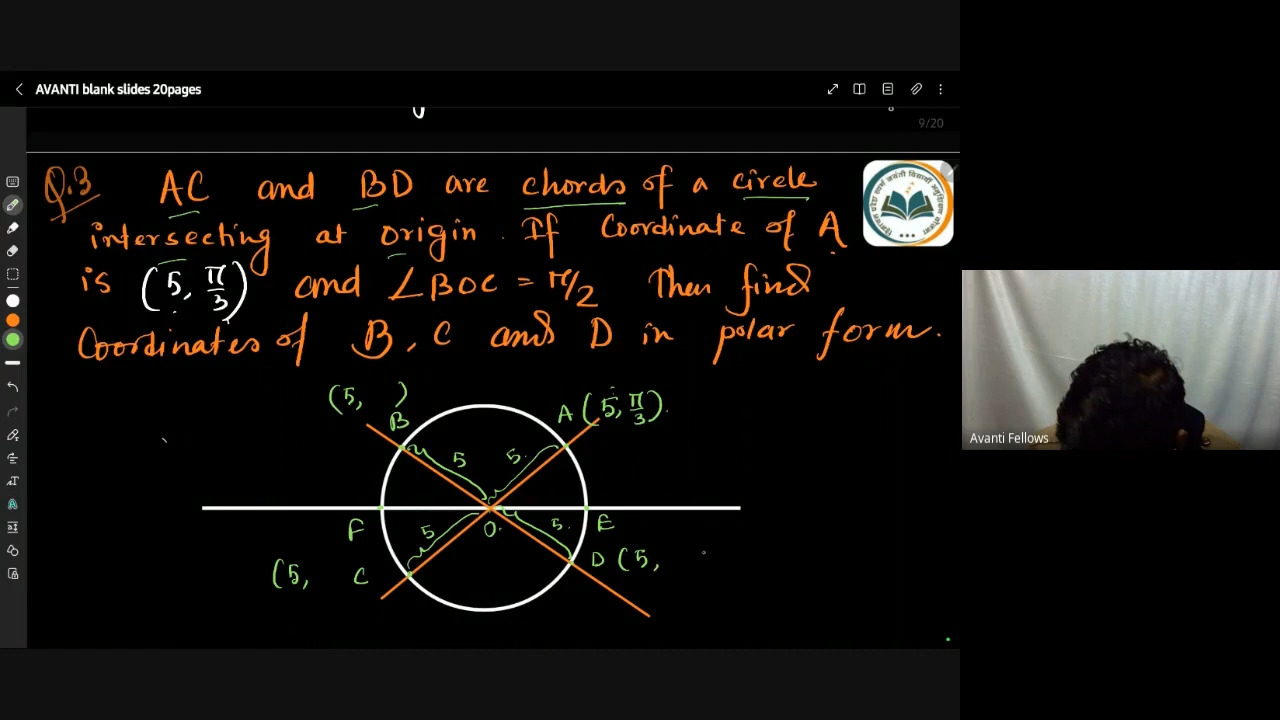 AVANTI blank slides 20pages
9/20
Q.3 AC and BD are chords of a circle
intersecting at origin. If Coordinate of A
is (5, π/3) and ∠BOC = π/2 Then find
Coordinates of B, C and D in polar form.
(5, )
B
A (5, π/3).
5
5.
F
5
O.
5.
E
(5,
C
D (5,
Avanti Fellows